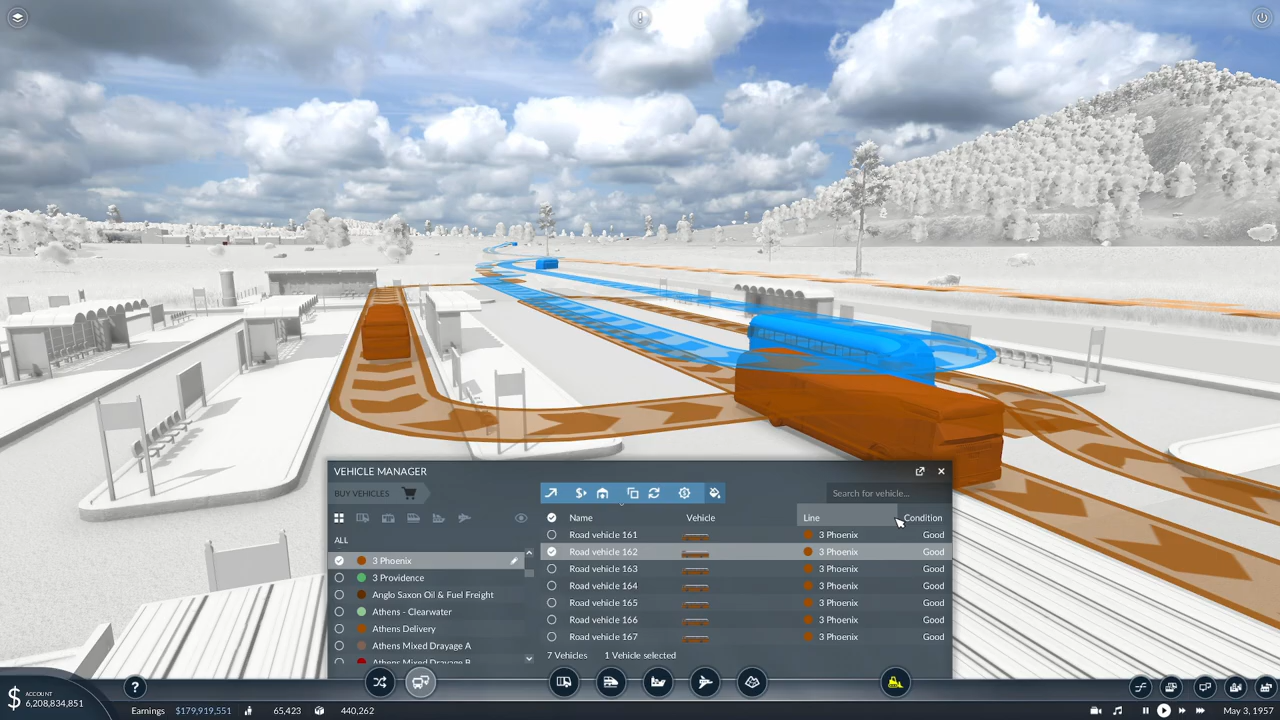 VEHICLE MANAGER
BUY VEHICLES
Search for vehicle...
ALL
3 Phoenix
3 Providence
Anglo Saxon Oil & Fuel Freight
Athens - Clearwater
Athens Delivery
Athens Mixed Drayage A
Athens Mixed Drayage B
Name Vehicle Line Condition
Road vehicle 161 3 Phoenix Good
Road vehicle 162 3 Phoenix Good
Road vehicle 163 3 Phoenix Good
Road vehicle 164 3 Phoenix Good
Road vehicle 165 3 Phoenix Good
Road vehicle 166 3 Phoenix Good
Road vehicle 167 3 Phoenix Good
7 Vehicles 1 Vehicle selected
$ ACCOUNT
6,208,834,851
?
Earnings $179,919,551 65,423 440,262 May 3, 1957